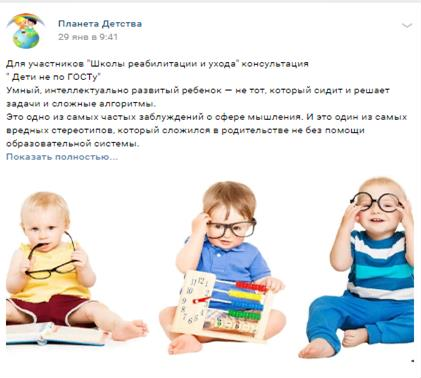 Планета Детства
29 янв в 9:41
Для участников "Школы реабилитации и ухода" консультация
" Дети не по ГОСТу"
Умный, интеллектуально развитый ребенок — не тот, который сидит и решает
задачи и сложные алгоритмы.
Это одно из самых частых заблуждений о сфере мышления. И это один из самых
вредных стереотипов, который сложился в родительстве не без помощи
образовательной системы.
Показать полностью...